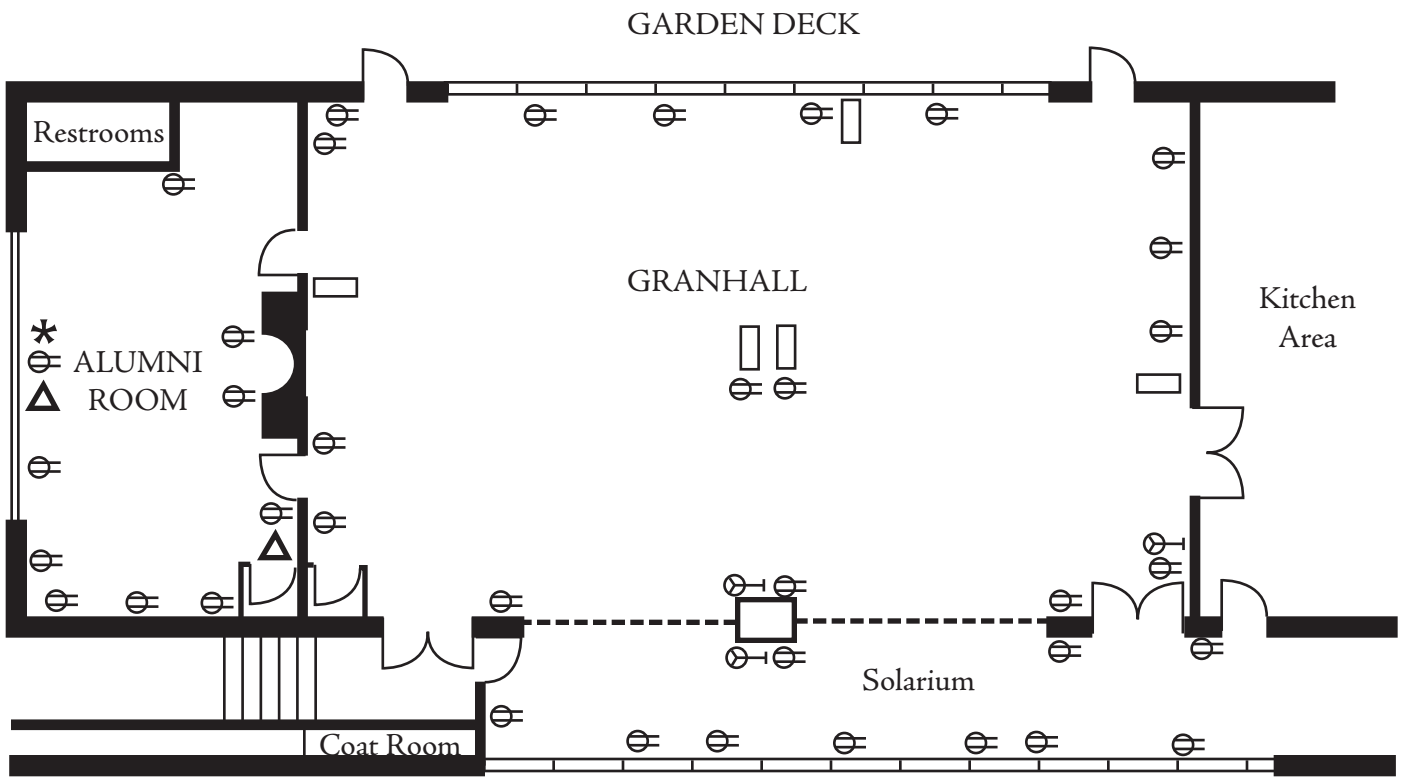 GARDEN DECK
Restrooms
GRANHALL
Kitchen
Area
ALUMNI
ROOM
Solarium
Coat Room